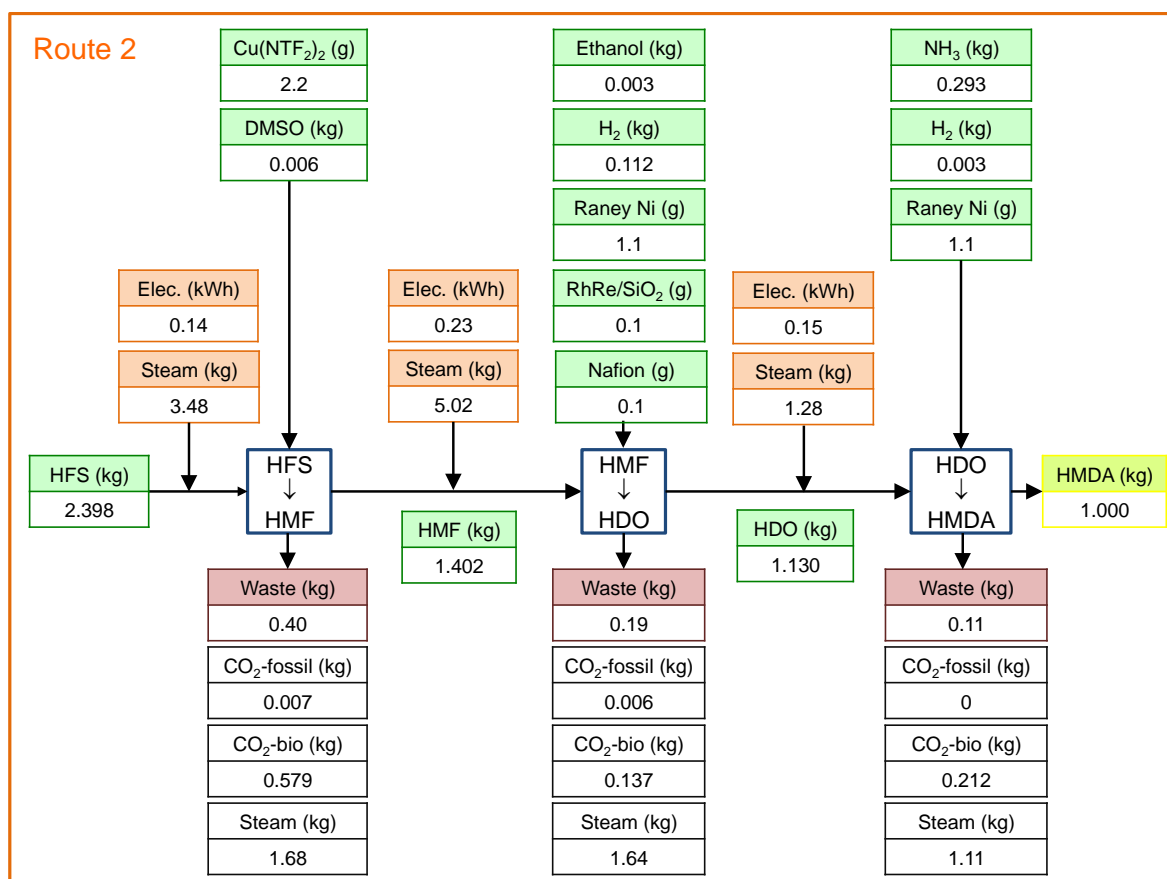 Route 2
Cu(NTF₂)₂ (g)
2.2
DMSO (kg)
0.006
Ethanol (kg)
0.003
H₂ (kg)
0.112
Raney Ni (g)
1.1
RhRe/SiO₂ (g)
0.1
Nafion (g)
0.1
NH₃ (kg)
0.293
H₂ (kg)
0.003
Raney Ni (g)
1.1
Elec. (kWh)
0.14
Steam (kg)
3.48
Elec. (kWh)
0.23
Steam (kg)
5.02
Elec. (kWh)
0.15
Steam (kg)
1.28
HFS (kg)
2.398
HFS
↓
HMF
HMF (kg)
1.402
HMF
↓
HDO
HDO (kg)
1.130
HDO
↓
HMDA
HMDA (kg)
1.000
Waste (kg)
0.40
CO₂-fossil (kg)
0.007
CO₂-bio (kg)
0.579
Steam (kg)
1.68
Waste (kg)
0.19
CO₂-fossil (kg)
0.006
CO₂-bio (kg)
0.137
Steam (kg)
1.64
Waste (kg)
0.11
CO₂-fossil (kg)
0
CO₂-bio (kg)
0.212
Steam (kg)
1.11